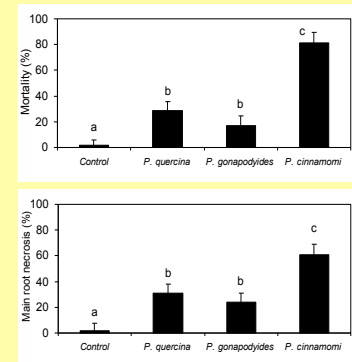 Mortality (%)
100
80
60
40
20
0
a
b
b
c
Control P. quercina P. gonapodyides P. cinnamomi
Main root necrosis (%)
100
80
60
40
20
0
a
b
b
c
Control P. quercina P. gonapodyides P. cinnamomi